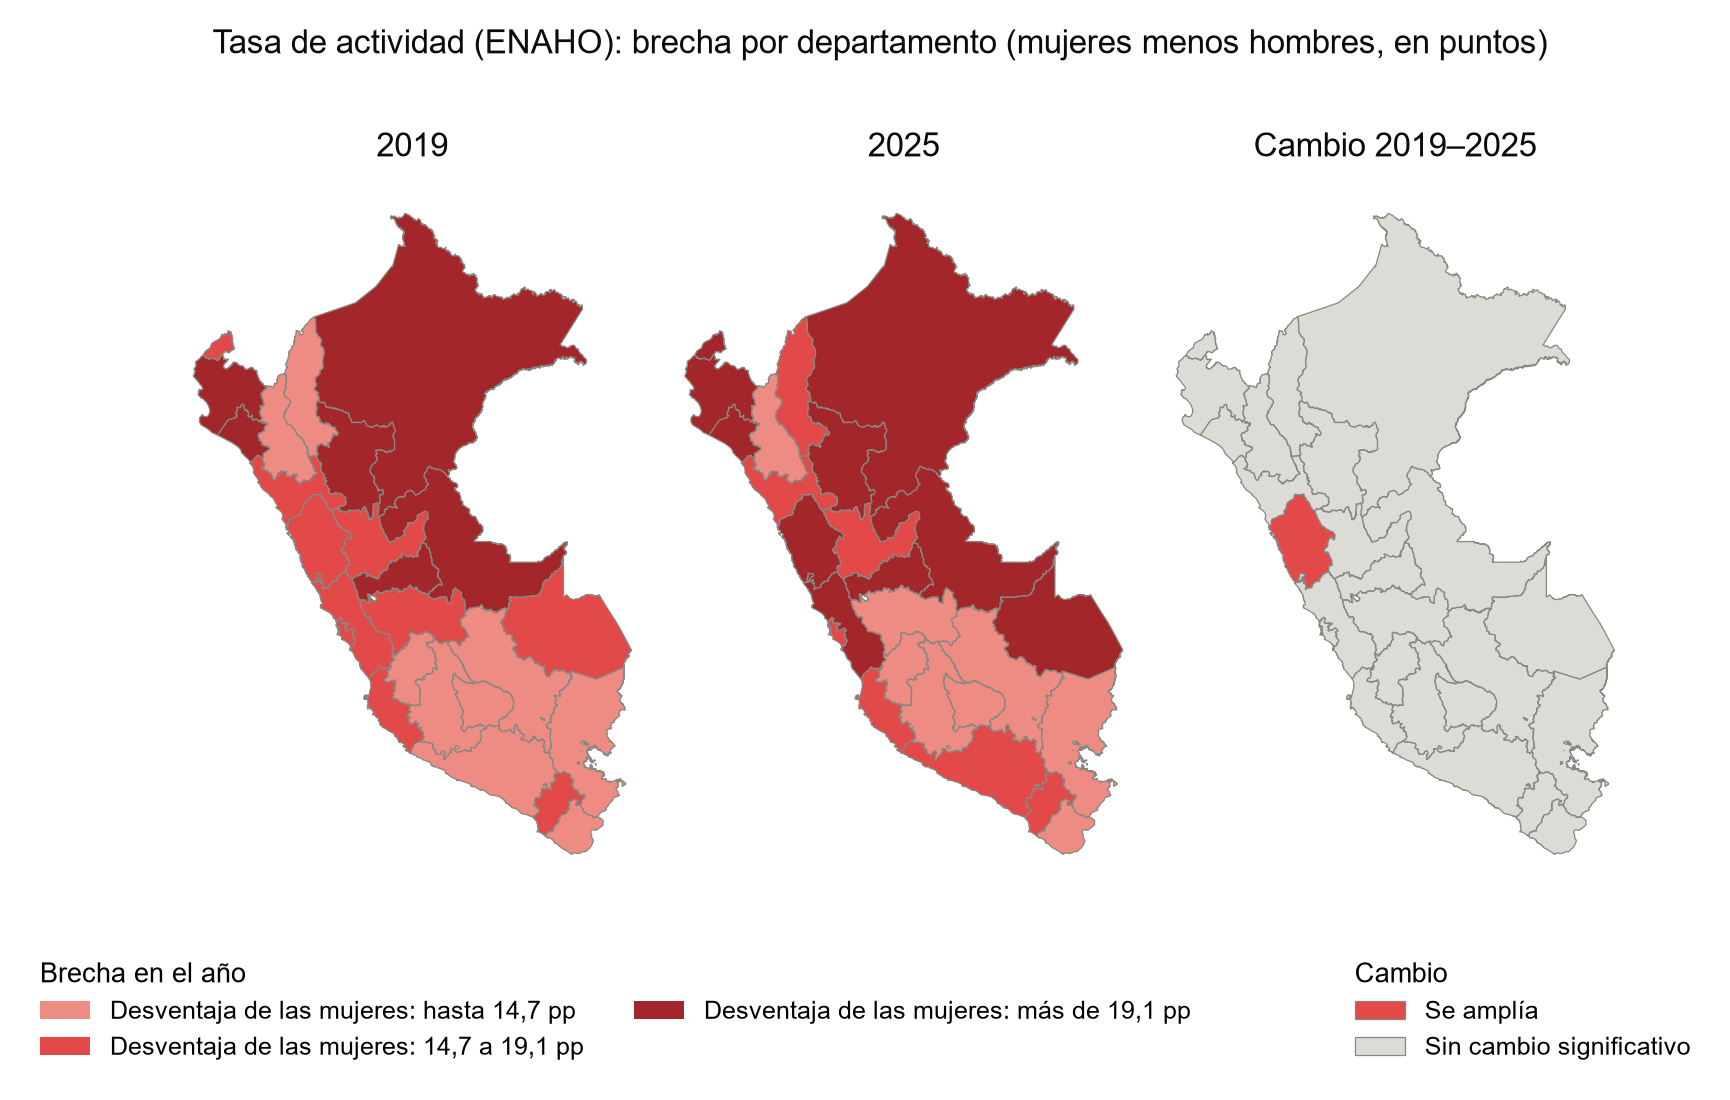 Tasa de actividad (ENAHO): brecha por departamento (mujeres menos hombres, en puntos)
2019
2025
Cambio 2019–2025
Brecha en el año
Desventaja de las mujeres: hasta 14,7 pp
Desventaja de las mujeres: 14,7 a 19,1 pp
Desventaja de las mujeres: más de 19,1 pp
Cambio
Se amplía
Sin cambio significativo